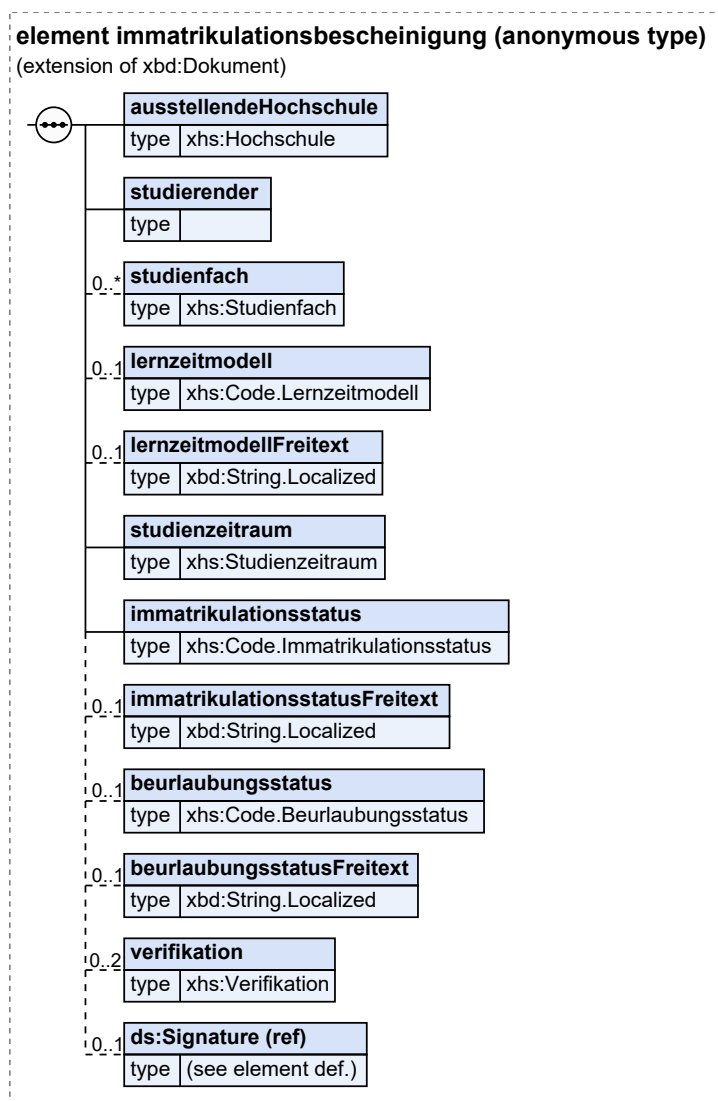 element immatrikulationsbescheinigung (anonymous type)
(extension of xbd:Dokument)
ausstellendeHochschule
type xhs:Hochschule
studierender
type
0..* studienfach
type xhs:Studienfach
0..1 lernzeitmodell
type xhs:Code.Lernzeitmodell
0..1 lernzeitmodellFreitext
type xbd:String.Localized
studienzeitraum
type xhs:Studienzeitraum
immatrikulationsstatus
type xhs:Code.Immatrikulationsstatus
0..1 immatrikulationsstatusFreitext
type xbd:String.Localized
0..1 beurlaubungsstatus
type xhs:Code.Beurlaubungsstatus
0..1 beurlaubungsstatusFreitext
type xbd:String.Localized
0..2 verifikation
type xhs:Verifikation
0..1 ds:Signature (ref)
type (see element def.)